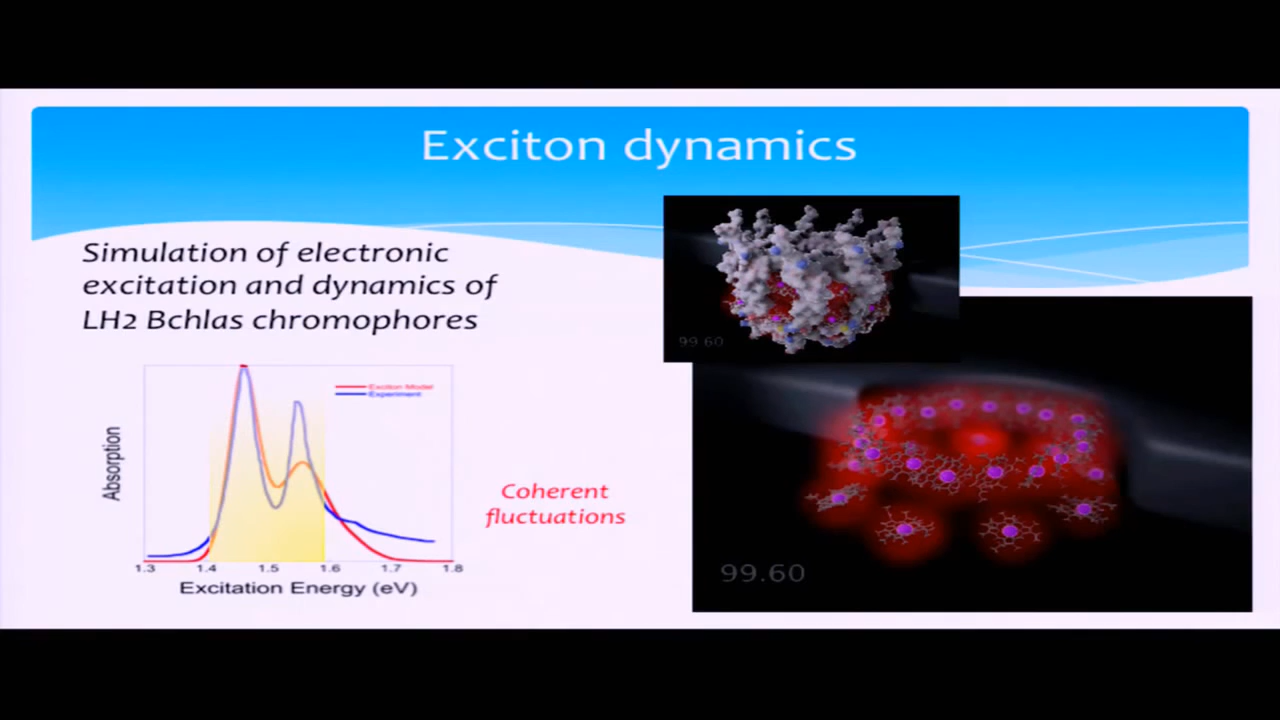 Exciton dynamics
Simulation of electronic
excitation and dynamics of
LH2 Bchlas chromophores
99.60
Exciton Model
Experiment
Absorption
Coherent
fluctuations
1.3 1.4 1.5 1.6 1.7 1.8
Excitation Energy (eV)
99.60